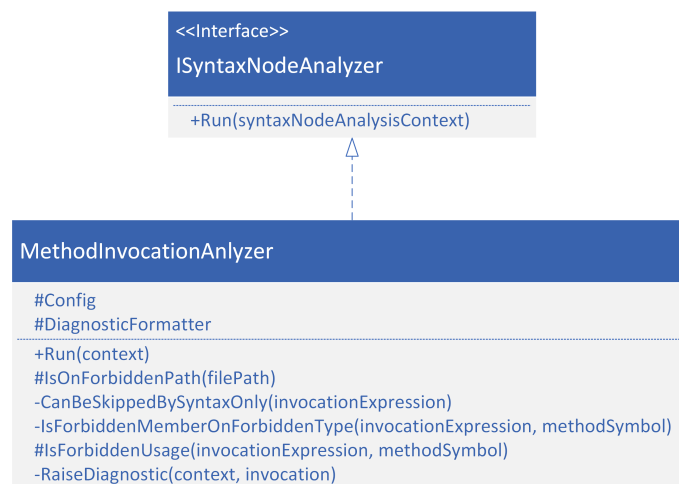 <<Interface>>
ISyntaxNodeAnalyzer
+Run(syntaxNodeAnalysisContext)
MethodInvocationAnlyzer
#Config
#DiagnosticFormatter
+Run(context)
#IsOnForbiddenPath(filePath)
-CanBeSkippedBySyntaxOnly(invocationExpression)
-IsForbiddenMemberOnForbiddenType(invocationExpression, methodSymbol)
#IsForbiddenUsage(invocationExpression, methodSymbol)
-RaiseDiagnostic(context, invocation)